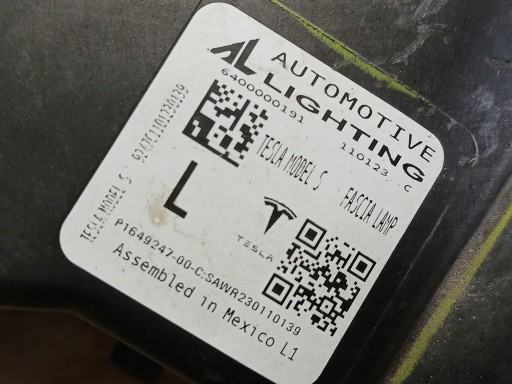 AL AUTOMOTIVE
LIGHTING
6400000191
110123 C
TESLA MODEL S FASCIA LAMP
L
TESLA
TESLA MODEL S
P1649247-00-C:SAWR230110139
Assembled in Mexico L1